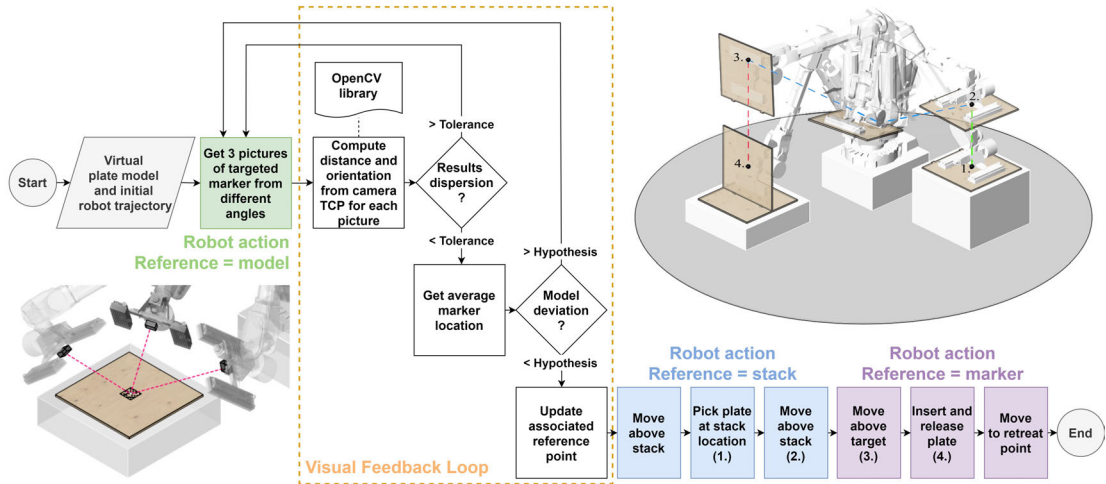 Start
Virtual
plate model
and initial
robot trajectory
Get 3 pictures
of targeted
marker from
different
angles
Robot action
Reference = model
OpenCV
library
Compute
distance and
orientation
from camera
TCP for each
picture
> Tolerance
Results
dispersion
?
< Tolerance
Get average
marker
location
> Hypothesis
Model
deviation
?
< Hypothesis
Update
associated
reference
point
Visual Feedback Loop
Robot action
Reference = stack
Move
above
stack
Pick plate
at stack
location
(1.)
Move
above
stack
(2.)
Robot action
Reference = marker
Move
above
target
(3.)
Insert and
release
plate
(4.)
Move
to retreat
point
End
3.
2.
4.
1.